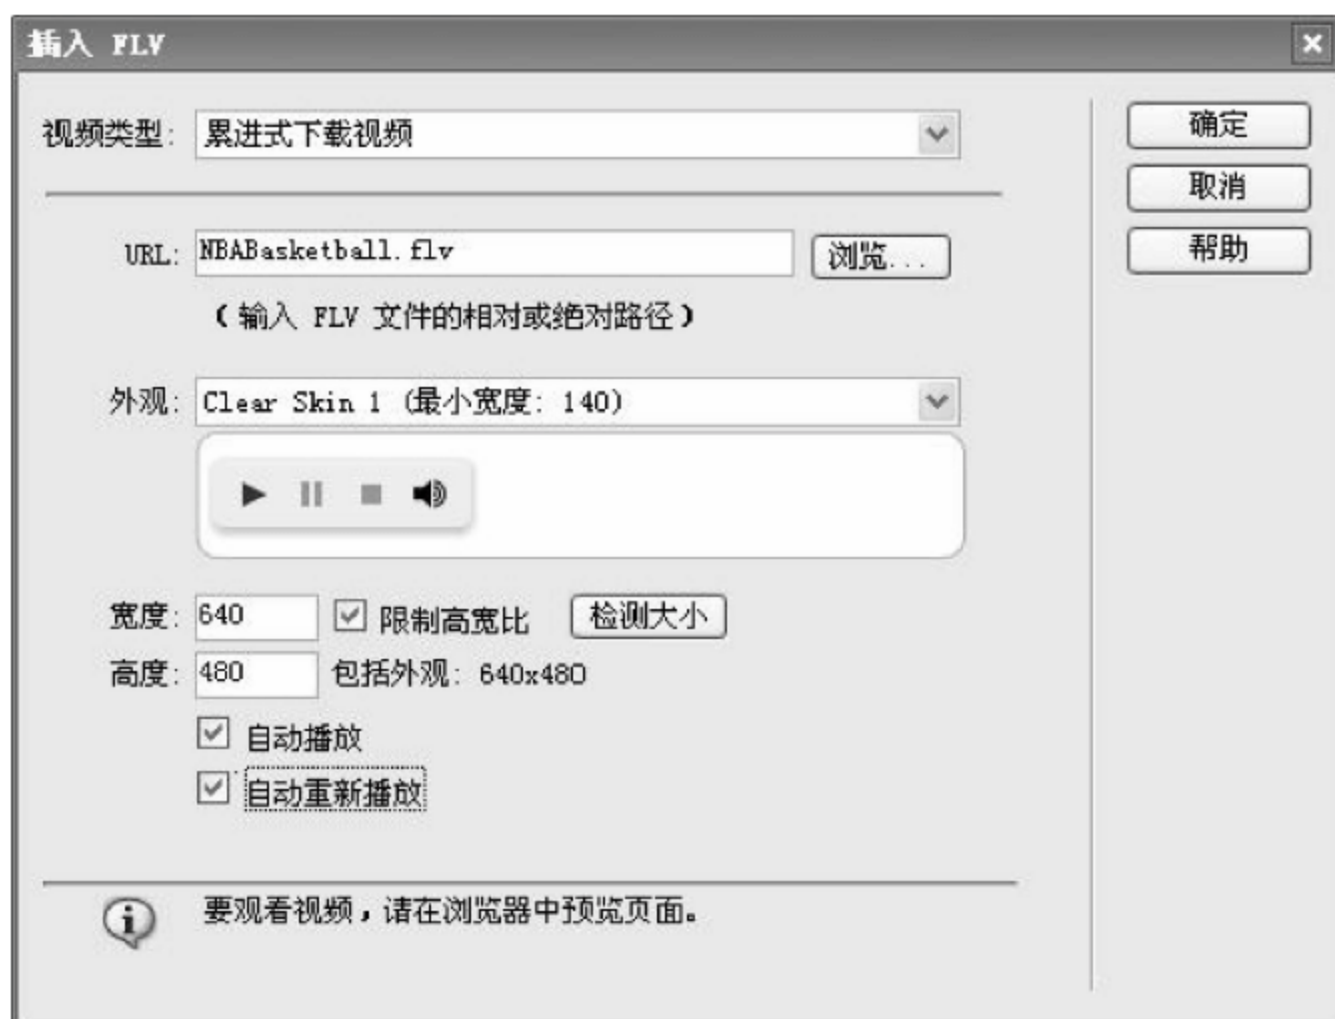 插入 FLV
视频类型: 累进式下载视频
确定
取消
URL: NBABasketball.flv 浏览...
帮助
(输入 FLV 文件的相对或绝对路径)
外观: Clear Skin 1 (最小宽度: 140)
宽度: 640 限制高宽比 检测大小
高度: 480 包括外观: 640x480
自动播放
自动重新播放
要观看视频,请在浏览器中预览页面。